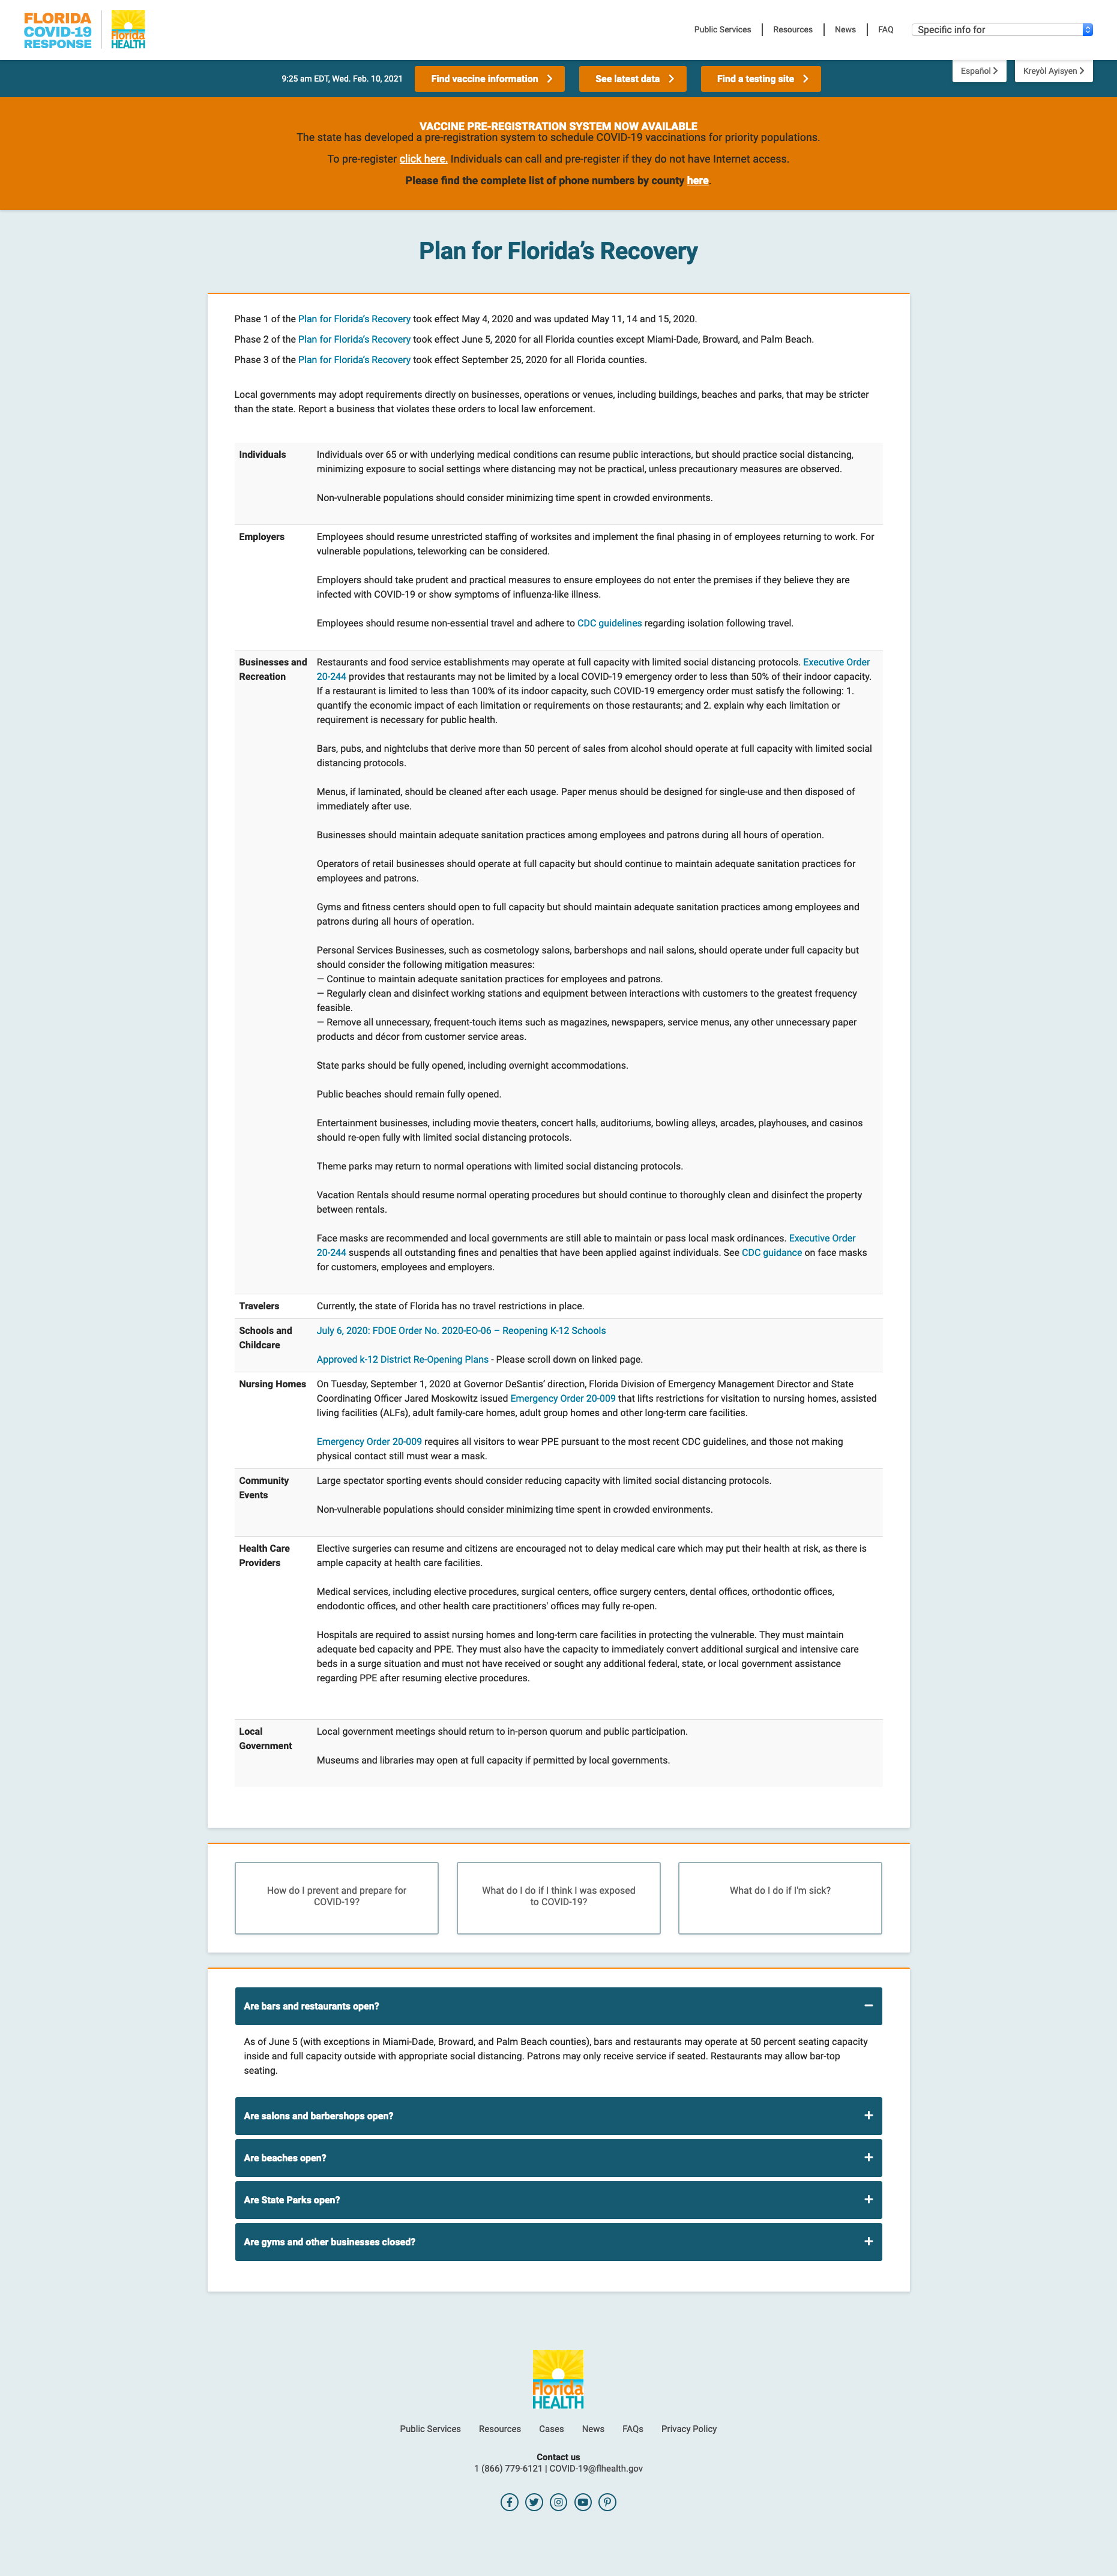 FLORIDA
COVID-19
RESPONSE
Florida
HEALTH
Public Services
Resources
News
FAQ
Specific info for
9:25 am EDT, Wed. Feb. 10, 2021
Find vaccine information
See latest data
Find a testing site
Español
Kreyòl Ayisyen
VACCINE PRE-REGISTRATION SYSTEM NOW AVAILABLE
The state has developed a pre-registration system to schedule COVID-19 vaccinations for priority populations.
To pre-register click here. Individuals can call and pre-register if they do not have Internet access.
Please find the complete list of phone numbers by county here.
Plan for Florida’s Recovery
Phase 1 of the Plan for Florida’s Recovery took effect May 4, 2020 and was updated May 11, 14 and 15, 2020.
Phase 2 of the Plan for Florida’s Recovery took effect June 5, 2020 for all Florida counties except Miami-Dade, Broward, and Palm Beach.
Phase 3 of the Plan for Florida’s Recovery took effect September 25, 2020 for all Florida counties.
Local governments may adopt requirements directly on businesses, operations or venues, including buildings, beaches and parks, that may be stricter
than the state. Report a business that violates these orders to local law enforcement.
Individuals
Individuals over 65 or with underlying medical conditions can resume public interactions, but should practice social distancing,
minimizing exposure to social settings where distancing may not be practical, unless precautionary measures are observed.
Non-vulnerable populations should consider minimizing time spent in crowded environments.
Employers
Employees should resume unrestricted staffing of worksites and implement the final phasing in of employees returning to work. For
vulnerable populations, teleworking can be considered.
Employers should take prudent and practical measures to ensure employees do not enter the premises if they believe they are
infected with COVID-19 or show symptoms of influenza-like illness.
Employees should resume non-essential travel and adhere to CDC guidelines regarding isolation following travel.
Businesses and
Recreation
Restaurants and food service establishments may operate at full capacity with limited social distancing protocols. Executive Order
20-244 provides that restaurants may not be limited by a local COVID-19 emergency order to less than 50% of their indoor capacity.
If a restaurant is limited to less than 100% of its indoor capacity, such COVID-19 emergency order must satisfy the following: 1.
quantify the economic impact of each limitation or requirements on those restaurants; and 2. explain why each limitation or
requirement is necessary for public health.
Bars, pubs, and nightclubs that derive more than 50 percent of sales from alcohol should operate at full capacity with limited social
distancing protocols.
Menus, if laminated, should be cleaned after each usage. Paper menus should be designed for single-use and then disposed of
immediately after use.
Businesses should maintain adequate sanitation practices among employees and patrons during all hours of operation.
Operators of retail businesses should operate at full capacity but should continue to maintain adequate sanitation practices for
employees and patrons.
Gyms and fitness centers should open to full capacity but should maintain adequate sanitation practices among employees and
patrons during all hours of operation.
Personal Services Businesses, such as cosmetology salons, barbershops and nail salons, should operate under full capacity but
should consider the following mitigation measures:
— Continue to maintain adequate sanitation practices for employees and patrons.
— Regularly clean and disinfect working stations and equipment between interactions with customers to the greatest frequency
feasible.
— Remove all unnecessary, frequent-touch items such as magazines, newspapers, service menus, any other unnecessary paper
products and décor from customer service areas.
State parks should be fully opened, including overnight accommodations.
Public beaches should remain fully opened.
Entertainment businesses, including movie theaters, concert halls, auditoriums, bowling alleys, arcades, playhouses, and casinos
should re-open fully with limited social distancing protocols.
Theme parks may return to normal operations with limited social distancing protocols.
Vacation Rentals should resume normal operating procedures but should continue to thoroughly clean and disinfect the property
between rentals.
Face masks are recommended and local governments are still able to maintain or pass local mask ordinances. Executive Order
20-244 suspends all outstanding fines and penalties that have been applied against individuals. See CDC guidance on face masks
for customers, employees and employers.
Travelers
Currently, the state of Florida has no travel restrictions in place.
Schools and
Childcare
July 6, 2020: FDOE Order No. 2020-EO-06 – Reopening K-12 Schools
Approved k-12 District Re-Opening Plans - Please scroll down on linked page.
Nursing Homes
On Tuesday, September 1, 2020 at Governor DeSantis’ direction, Florida Division of Emergency Management Director and State
Coordinating Officer Jared Moskowitz issued Emergency Order 20-009 that lifts restrictions for visitation to nursing homes, assisted
living facilities (ALFs), adult family-care homes, adult group homes and other long-term care facilities.
Emergency Order 20-009 requires all visitors to wear PPE pursuant to the most recent CDC guidelines, and those not making
physical contact still must wear a mask.
Community
Events
Large spectator sporting events should consider reducing capacity with limited social distancing protocols.
Non-vulnerable populations should consider minimizing time spent in crowded environments.
Health Care
Providers
Elective surgeries can resume and citizens are encouraged not to delay medical care which may put their health at risk, as there is
ample capacity at health care facilities.
Medical services, including elective procedures, surgical centers, office surgery centers, dental offices, orthodontic offices,
endodontic offices, and other health care practitioners' offices may fully re-open.
Hospitals are required to assist nursing homes and long-term care facilities in protecting the vulnerable. They must maintain
adequate bed capacity and PPE. They must also have the capacity to immediately convert additional surgical and intensive care
beds in a surge situation and must not have received or sought any additional federal, state, or local government assistance
regarding PPE after resuming elective procedures.
Local
Government
Local government meetings should return to in-person quorum and public participation.
Museums and libraries may open at full capacity if permitted by local governments.
How do I prevent and prepare for
COVID-19?
What do I do if I think I was exposed
to COVID-19?
What do I do if I'm sick?
Are bars and restaurants open?
As of June 5 (with exceptions in Miami-Dade, Broward, and Palm Beach counties), bars and restaurants may operate at 50 percent seating capacity
inside and full capacity outside with appropriate social distancing. Patrons may only receive service if seated. Restaurants may allow bar-top
seating.
Are salons and barbershops open?
Are beaches open?
Are State Parks open?
Are gyms and other businesses closed?
Florida
HEALTH
Public Services
Resources
Cases
News
FAQs
Privacy Policy
Contact us
1 (866) 779-6121 | COVID-19@flhealth.gov